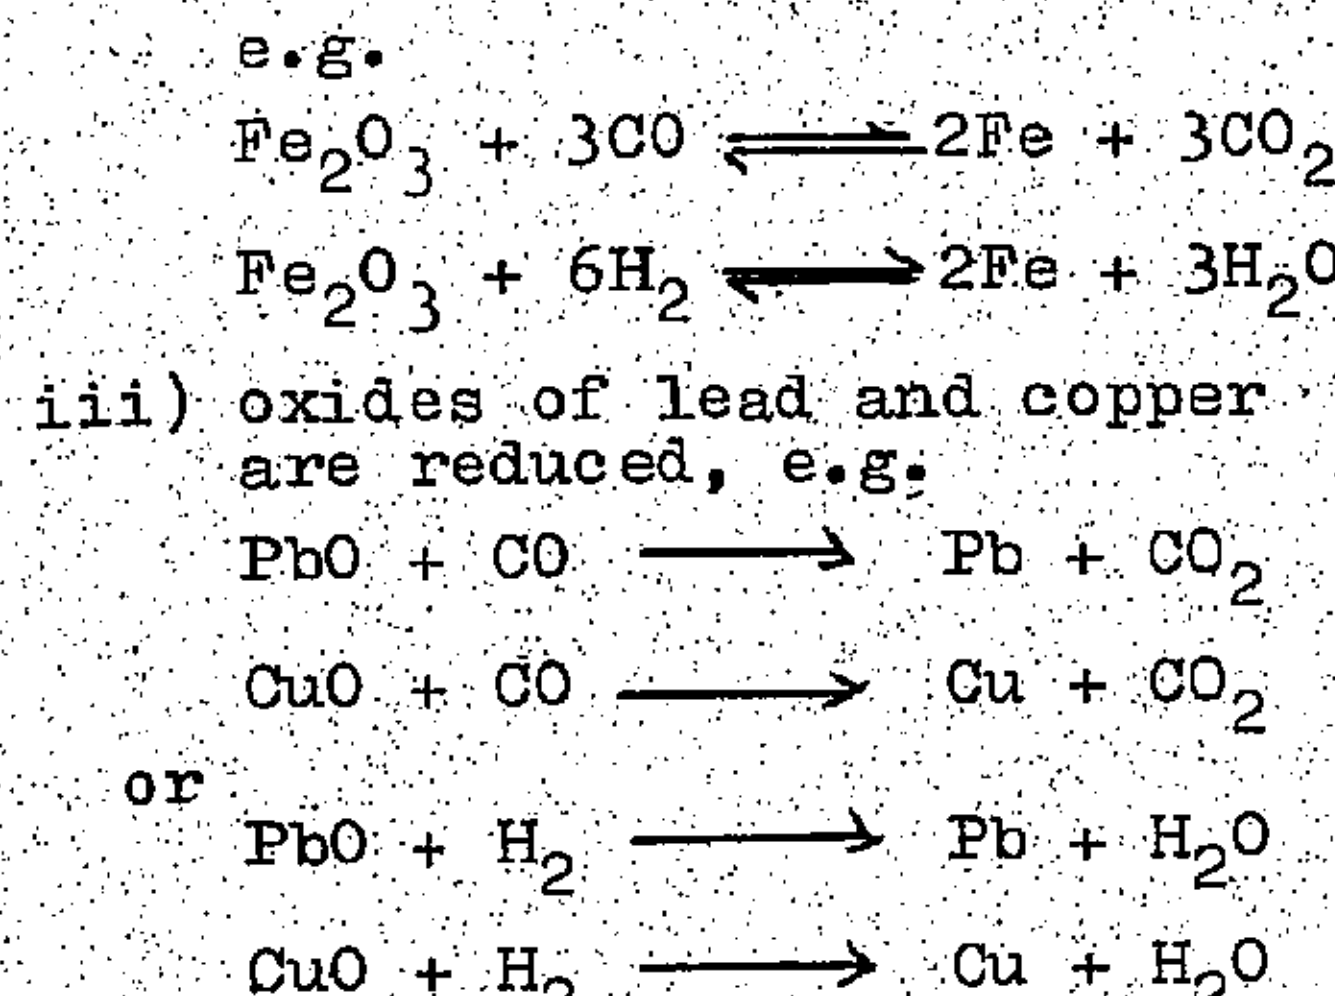 e.g.
Fe₂O₃ + 3CO ⇌ 2Fe + 3CO₂
Fe₂O₃ + 6H₂ ⇌ 2Fe + 3H₂O
iii) oxides of lead and copper
are reduced, e.g.
PbO + CO → Pb + CO₂
CuO + CO → Cu + CO₂
or
PbO + H₂ → Pb + H₂O
CuO + H₂ → Cu + H₂O